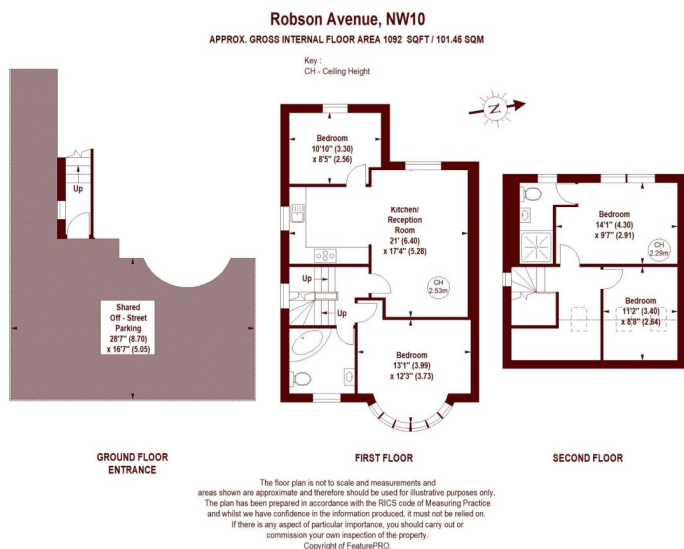 Robson Avenue, NW10
APPROX. GROSS INTERNAL FLOOR AREA 1092 SQFT / 101.45 SQM
Key :
CH - Ceiling Height
N
Up
Shared
Off - Street
Parking
28'7" (8.70)
x 16'7" (5.05)
GROUND FLOOR
ENTRANCE
Bedroom
10'10" (3.30)
x 8'5" (2.56)
Kitchen/
Reception
Room
21' (6.40)
x 17'4" (5.28)
CH
2.53m
Up
Up
Bedroom
13'1" (3.99)
x 12'3" (3.73)
FIRST FLOOR
Bedroom
14'1" (4.30)
x 9'7" (2.91)
CH
2.29m
Bedroom
11'2" (3.40)
x 8'8" (2.64)
SECOND FLOOR
The floor plan is not to scale and measurements and
areas shown are approximate and therefore should be used for illustrative purposes only.
The plan has been prepared in accordance with the RICS code of Measuring Practice
and whilst we have confidence in the information produced, it must not be relied on.
If there is any aspect of particular importance, you should carry out or
commission your own inspection of the property.
Copyright of FeaturePRO.